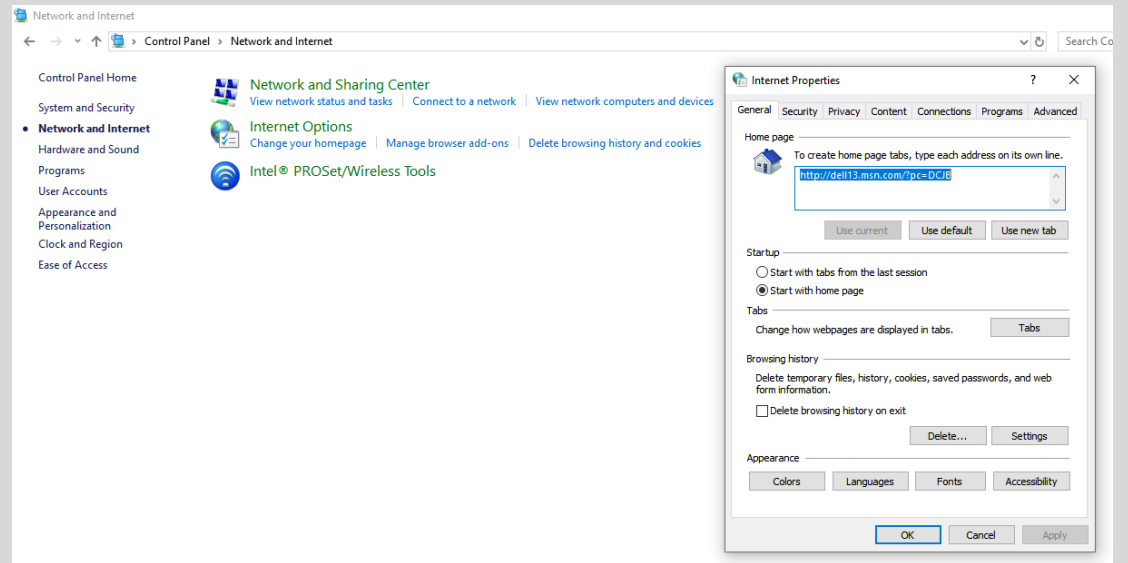 Network and Internet
Control Panel > Network and Internet
Search Co
Control Panel Home
System and Security
Network and Internet
Hardware and Sound
Programs
User Accounts
Appearance and
Personalization
Clock and Region
Ease of Access
Network and Sharing Center
View network status and tasks | Connect to a network | View network computers and devices
Internet Options
Change your homepage | Manage browser add-ons | Delete browsing history and cookies
Intel® PROSet/Wireless Tools
Internet Properties ? X
General Security Privacy Content Connections Programs Advanced
Home page
To create home page tabs, type each address on its own line.
http://dell13.msn.com/?pc=DCJB
Use current Use default Use new tab
Startup
Start with tabs from the last session
Start with home page
Tabs
Change how webpages are displayed in tabs. Tabs
Browsing history
Delete temporary files, history, cookies, saved passwords, and web
form information.
Delete browsing history on exit
Delete... Settings
Appearance
Colors Languages Fonts Accessibility
OK Cancel Apply